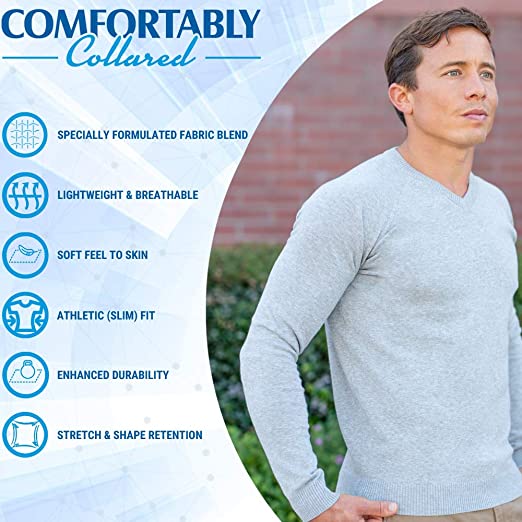 COMFORTABLY
Collared
SPECIALLY FORMULATED FABRIC BLEND
LIGHTWEIGHT & BREATHABLE
SOFT FEEL TO SKIN
ATHLETIC (SLIM) FIT
ENHANCED DURABILITY
STRETCH & SHAPE RETENTION